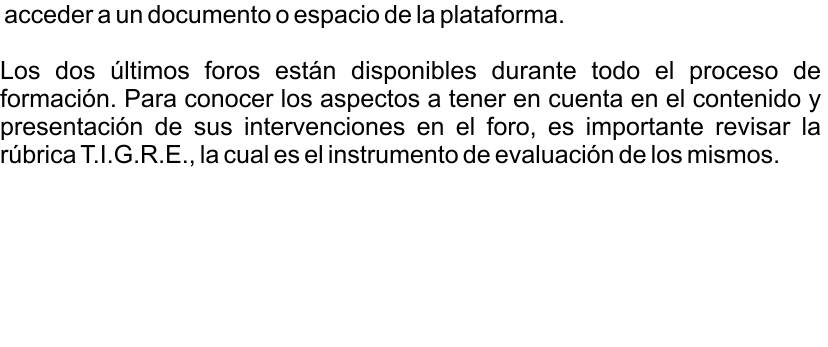 acceder a un documento o espacio de la plataforma.
Los dos últimos foros están disponibles durante todo el proceso de
formación. Para conocer los aspectos a tener en cuenta en el contenido y
presentación de sus intervenciones en el foro, es importante revisar la
rúbrica T.I.G.R.E., la cual es el instrumento de evaluación de los mismos.